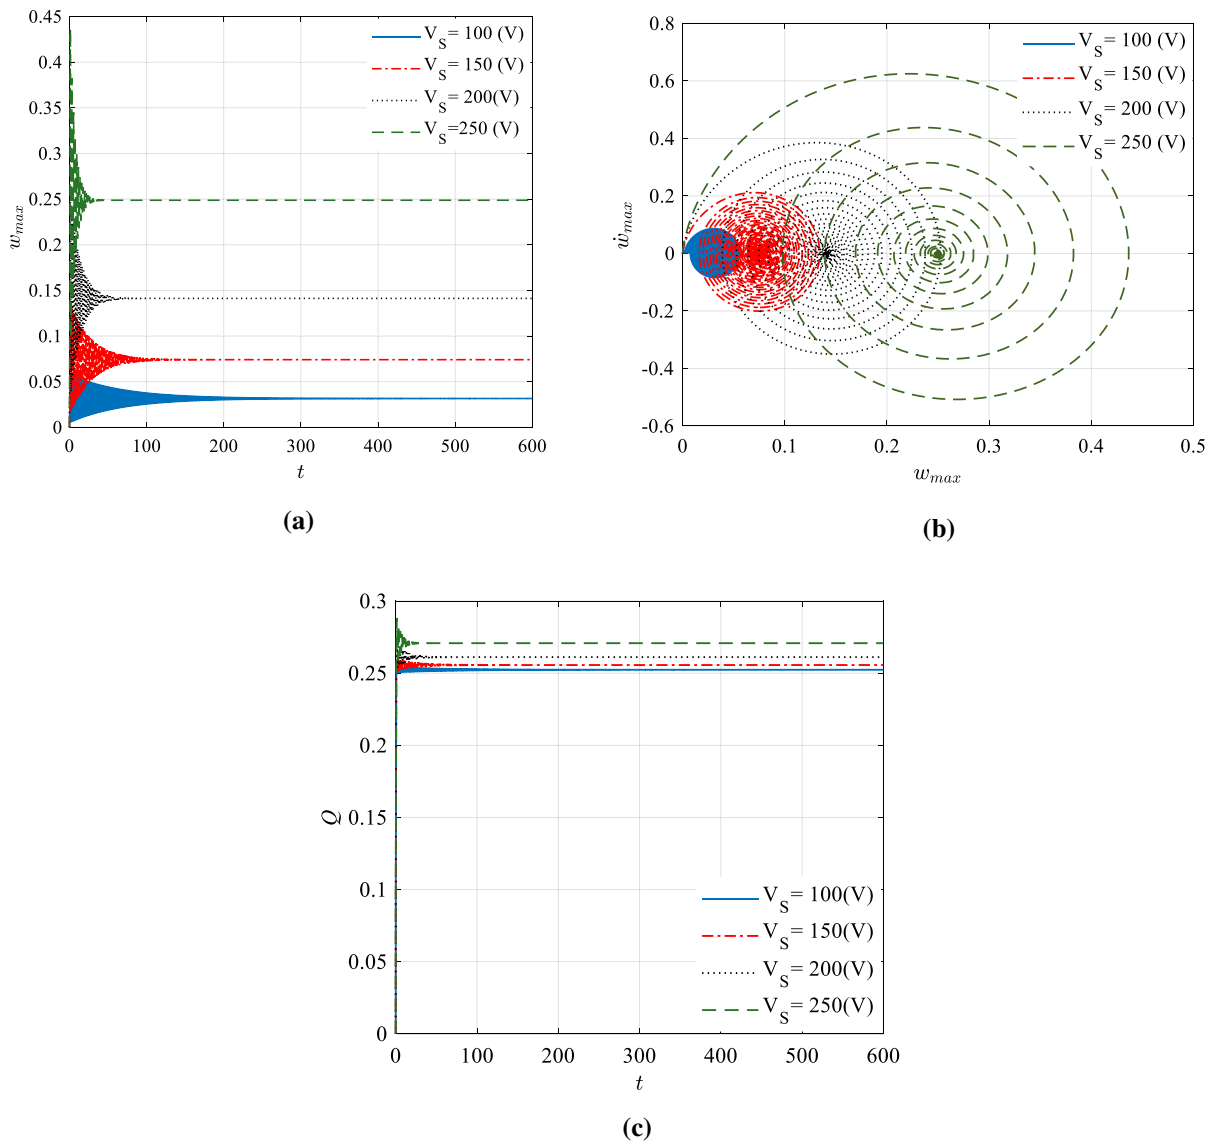 0.45
0.4
0.35
0.3
0.25
0.2
0.15
0.1
0.05
0
w_max
V_S= 100 (V)
V_S= 150 (V)
V_S= 200(V)
V_S=250 (V)
0 100 200 300 400 500 600
t
(a)
0.8
0.6
0.4
0.2
0
-0.2
-0.4
-0.6
ẇ_max
V_S= 100 (V)
V_S= 150 (V)
V_S= 200 (V)
V_S= 250 (V)
0 0.1 0.2 0.3 0.4 0.5
w_max
(b)
0.3
0.25
0.2
0.15
0.1
0.05
0
Q
V_S= 100(V)
V_S= 150(V)
V_S= 200(V)
V_S= 250(V)
0 100 200 300 400 500 600
t
(c)